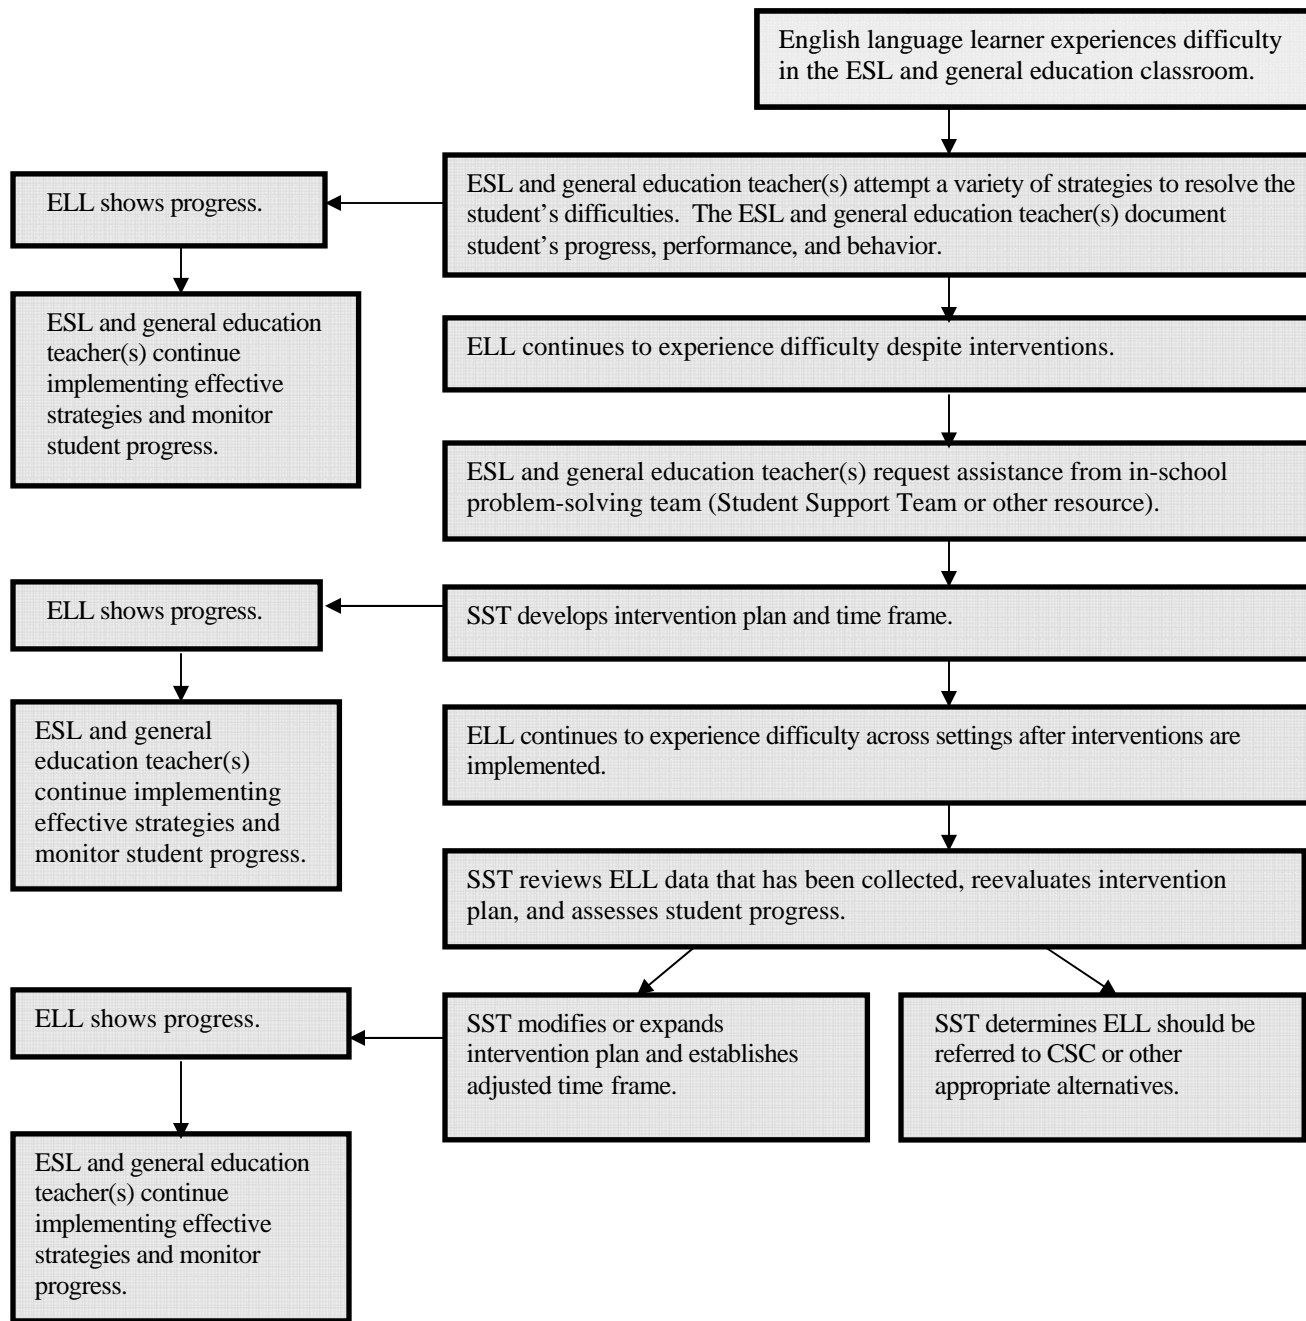 English language learner experiences difficulty
in the ESL and general education classroom.
ESL and general education teacher(s) attempt a variety of strategies to resolve the
student’s difficulties.  The ESL and general education teacher(s) document
student’s progress, performance, and behavior.
ELL shows progress.
ESL and general education
teacher(s) continue
implementing effective
strategies and monitor
student progress.
ELL continues to experience difficulty despite interventions.
ESL and general education teacher(s) request assistance from in-school
problem-solving team (Student Support Team or other resource).
SST develops intervention plan and time frame.
ELL shows progress.
ESL and general
education teacher(s)
continue implementing
effective strategies and
monitor student progress.
ELL continues to experience difficulty across settings after interventions are
implemented.
SST reviews ELL data that has been collected, reevaluates intervention
plan, and assesses student progress.
SST modifies or expands
intervention plan and establishes
adjusted time frame.
SST determines ELL should be
referred to CSC or other
appropriate alternatives.
ELL shows progress.
ESL and general education
teacher(s) continue
implementing effective
strategies and monitor
progress.